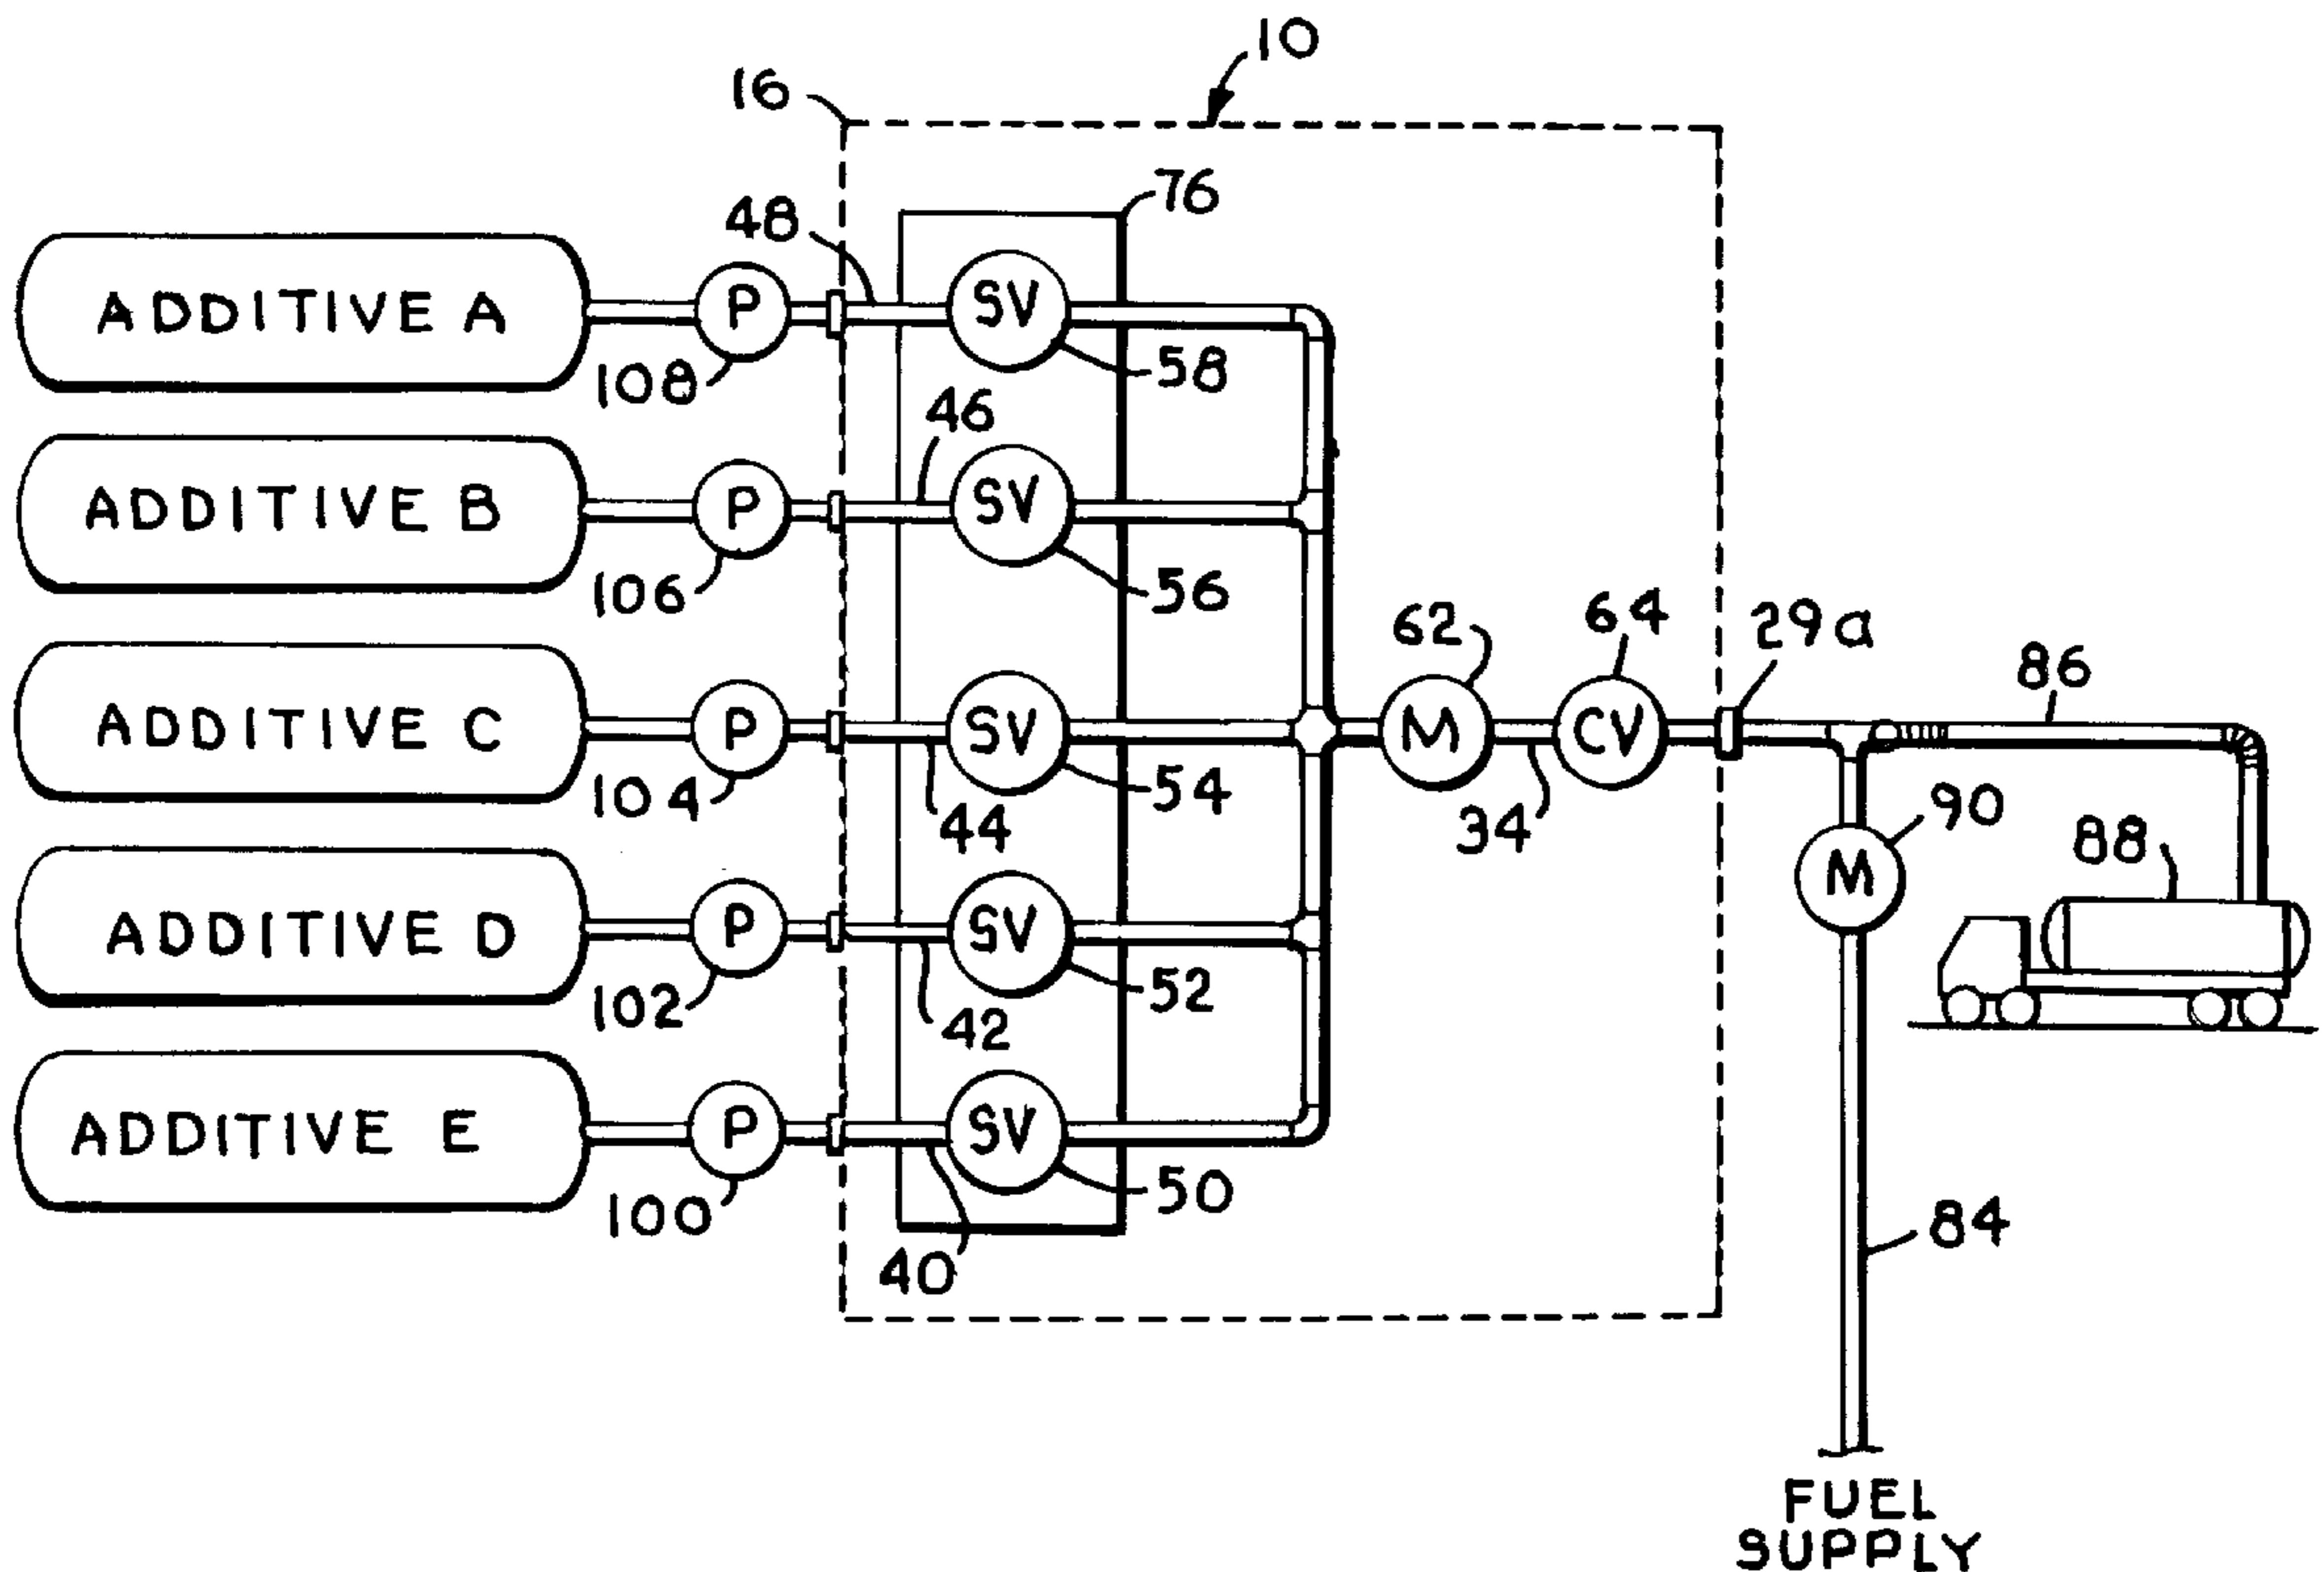 10
16
76
48
ADDITIVE A
P
SV
108
58
46
ADDITIVE B
P
SV
106
56
62
64
29a
86
ADDITIVE C
P
SV
M
CV
104
44
54
34
90
88
M
ADDITIVE D
P
SV
102
42
52
ADDITIVE E
P
SV
100
50
40
84
FUEL
SUPPLY